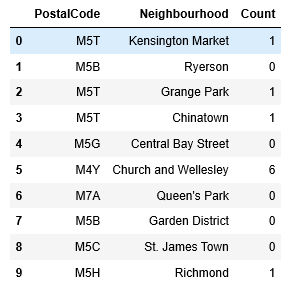 PostalCode Neighbourhood Count
0 M5T Kensington Market 1
1 M5B Ryerson 0
2 M5T Grange Park 1
3 M5T Chinatown 1
4 M5G Central Bay Street 0
5 M4Y Church and Wellesley 6
6 M7A Queen's Park 0
7 M5B Garden District 0
8 M5C St. James Town 0
9 M5H Richmond 1